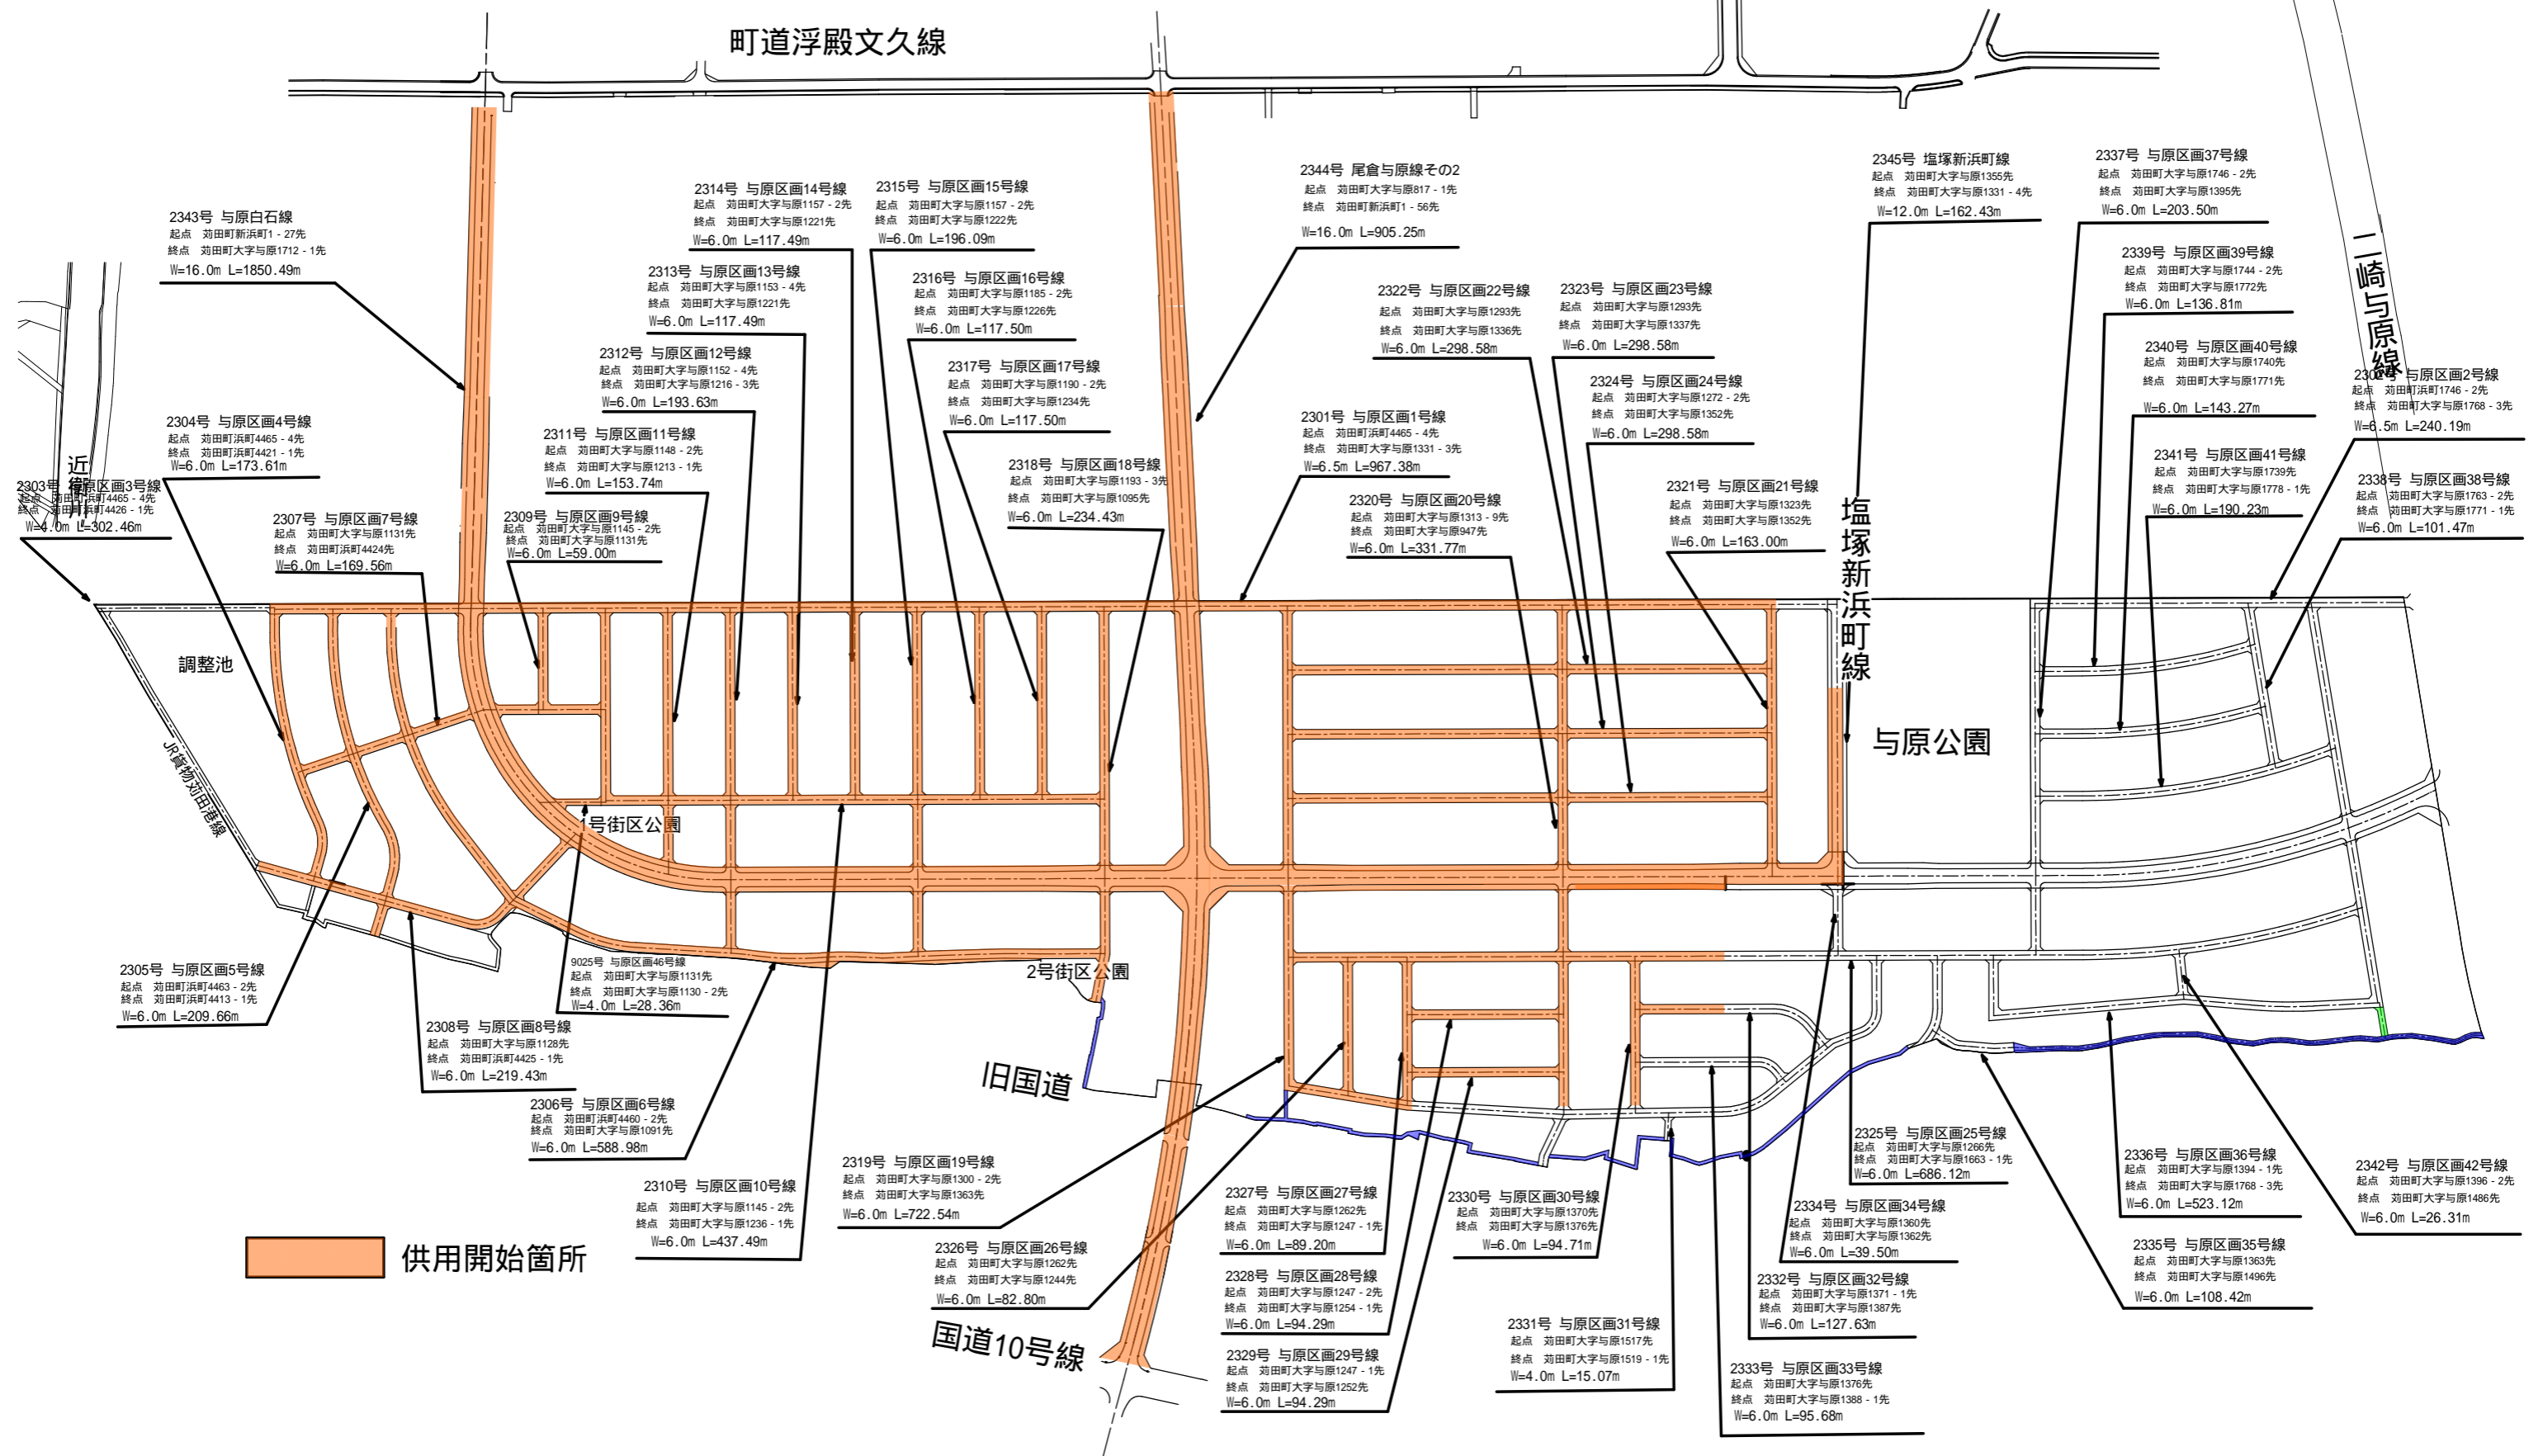 町道浮殿文久線
2343号 与原白石線
起点 苅田町新浜町1 - 27先
終点 苅田町大字与原1712 - 1先
W=16.0m L=1850.49m
2314号 与原区画14号線
起点 苅田町大字与原1157 - 2先
終点 苅田町大字与原1221先
W=6.0m L=117.49m
2315号 与原区画15号線
起点 苅田町大字与原1157 - 2先
終点 苅田町大字与原1222先
W=6.0m L=196.09m
2344号 尾倉与原線その2
起点 苅田町大字与原817 - 1先
終点 苅田町新浜町1 - 56先
W=16.0m L=905.25m
2345号 塩塚新浜町線
起点 苅田町大字与原1355先
終点 苅田町大字与原1331 - 4先
W=12.0m L=162.43m
2337号 与原区画37号線
起点 苅田町大字与原1746 - 2先
終点 苅田町大字与原1395先
W=6.0m L=203.50m
2313号 与原区画13号線
起点 苅田町大字与原1153 - 4先
終点 苅田町大字与原1221先
W=6.0m L=117.49m
2316号 与原区画16号線
起点 苅田町大字与原1185 - 2先
終点 苅田町大字与原1226先
W=6.0m L=117.50m
2322号 与原区画22号線
起点 苅田町大字与原1293先
終点 苅田町大字与原1336先
W=6.0m L=298.58m
2323号 与原区画23号線
起点 苅田町大字与原1293先
終点 苅田町大字与原1337先
W=6.0m L=298.58m
2339号 与原区画39号線
起点 苅田町大字与原1744 - 2先
終点 苅田町大字与原1772先
W=6.0m L=136.81m
二崎与原線
2312号 与原区画12号線
起点 苅田町大字与原1152 - 4先
終点 苅田町大字与原1216 - 3先
W=6.0m L=193.63m
2317号 与原区画17号線
起点 苅田町大字与原1190 - 2先
終点 苅田町大字与原1234先
W=6.0m L=117.50m
2324号 与原区画24号線
起点 苅田町大字与原1272 - 2先
終点 苅田町大字与原1352先
W=6.0m L=298.58m
2340号 与原区画40号線
起点 苅田町大字与原1740先
終点 苅田町大字与原1771先
W=6.0m L=143.27m
2302号 与原区画2号線
起点 苅田町浜町1746 - 2先
終点 苅田町大字与原1768 - 3先
W=6.5m L=240.19m
2304号 与原区画4号線
起点 苅田町浜町4465 - 4先
終点 苅田町浜町4421 - 1先
W=6.0m L=173.61m
2311号 与原区画11号線
起点 苅田町大字与原1148 - 2先
終点 苅田町大字与原1213 - 1先
W=6.0m L=153.74m
2318号 与原区画18号線
起点 苅田町大字与原1193 - 3先
終点 苅田町大字与原1095先
W=6.0m L=234.43m
2301号 与原区画1号線
起点 苅田町浜町4465 - 4先
終点 苅田町大字与原1331 - 3先
W=6.5m L=967.38m
2341号 与原区画41号線
起点 苅田町大字与原1739先
終点 苅田町大字与原1778 - 1先
W=6.0m L=190.23m
2338号 与原区画38号線
起点 苅田町大字与原1763 - 2先
終点 苅田町大字与原1771 - 1先
W=6.0m L=101.47m
近衛川
2303号 与原区画3号線
起点 苅田町浜町4465 - 4先
終点 苅田町浜町4426 - 1先
W=4.0m L=302.46m
2307号 与原区画7号線
起点 苅田町大字与原1131先
終点 苅田町浜町4424先
W=6.0m L=169.56m
2309号 与原区画9号線
起点 苅田町大字与原1145 - 2先
終点 苅田町大字与原1131先
W=6.0m L=59.00m
2320号 与原区画20号線
起点 苅田町大字与原1313 - 9先
終点 苅田町大字与原947先
W=6.0m L=331.77m
2321号 与原区画21号線
起点 苅田町大字与原1323先
終点 苅田町大字与原1352先
W=6.0m L=163.00m
塩塚新浜町線
調整池
JR貨物苅田港線
与原公園
1号街区公園
2号街区公園
2305号 与原区画5号線
起点 苅田町浜町4463 - 2先
終点 苅田町浜町4413 - 1先
W=6.0m L=209.66m
9025号 与原区画46号線
起点 苅田町大字与原1131先
終点 苅田町大字与原1130 - 2先
W=4.0m L=28.36m
2308号 与原区画8号線
起点 苅田町大字与原1128先
終点 苅田町浜町4425 - 1先
W=6.0m L=219.43m
旧国道
2306号 与原区画6号線
起点 苅田町浜町4460 - 2先
終点 苅田町大字与原1091先
W=6.0m L=588.98m
2310号 与原区画10号線
起点 苅田町大字与原1145 - 2先
終点 苅田町大字与原1236 - 1先
W=6.0m L=437.49m
2319号 与原区画19号線
起点 苅田町大字与原1300 - 2先
終点 苅田町大字与原1363先
W=6.0m L=722.54m
2326号 与原区画26号線
起点 苅田町大字与原1262先
終点 苅田町大字与原1244先
W=6.0m L=82.80m
2327号 与原区画27号線
起点 苅田町大字与原1262先
終点 苅田町大字与原1247 - 1先
W=6.0m L=89.20m
2328号 与原区画28号線
起点 苅田町大字与原1247 - 2先
終点 苅田町大字与原1254 - 1先
W=6.0m L=94.29m
2329号 与原区画29号線
起点 苅田町大字与原1247 - 1先
終点 苅田町大字与原1252先
W=6.0m L=94.29m
2330号 与原区画30号線
起点 苅田町大字与原1370先
終点 苅田町大字与原1376先
W=6.0m L=94.71m
2331号 与原区画31号線
起点 苅田町大字与原1517先
終点 苅田町大字与原1519 - 1先
W=4.0m L=15.07m
2325号 与原区画25号線
起点 苅田町大字与原1266先
終点 苅田町大字与原1663 - 1先
W=6.0m L=686.12m
2334号 与原区画34号線
起点 苅田町大字与原1360先
終点 苅田町大字与原1362先
W=6.0m L=39.50m
2332号 与原区画32号線
起点 苅田町大字与原1371 - 1先
終点 苅田町大字与原1387先
W=6.0m L=127.63m
2333号 与原区画33号線
起点 苅田町大字与原1376先
終点 苅田町大字与原1388 - 1先
W=6.0m L=95.68m
2336号 与原区画36号線
起点 苅田町大字与原1394 - 1先
終点 苅田町大字与原1768 - 3先
W=6.0m L=523.12m
2335号 与原区画35号線
起点 苅田町大字与原1363先
終点 苅田町大字与原1496先
W=6.0m L=108.42m
2342号 与原区画42号線
起点 苅田町大字与原1396 - 2先
終点 苅田町大字与原1486先
W=6.0m L=26.31m
供用開始箇所
国道10号線